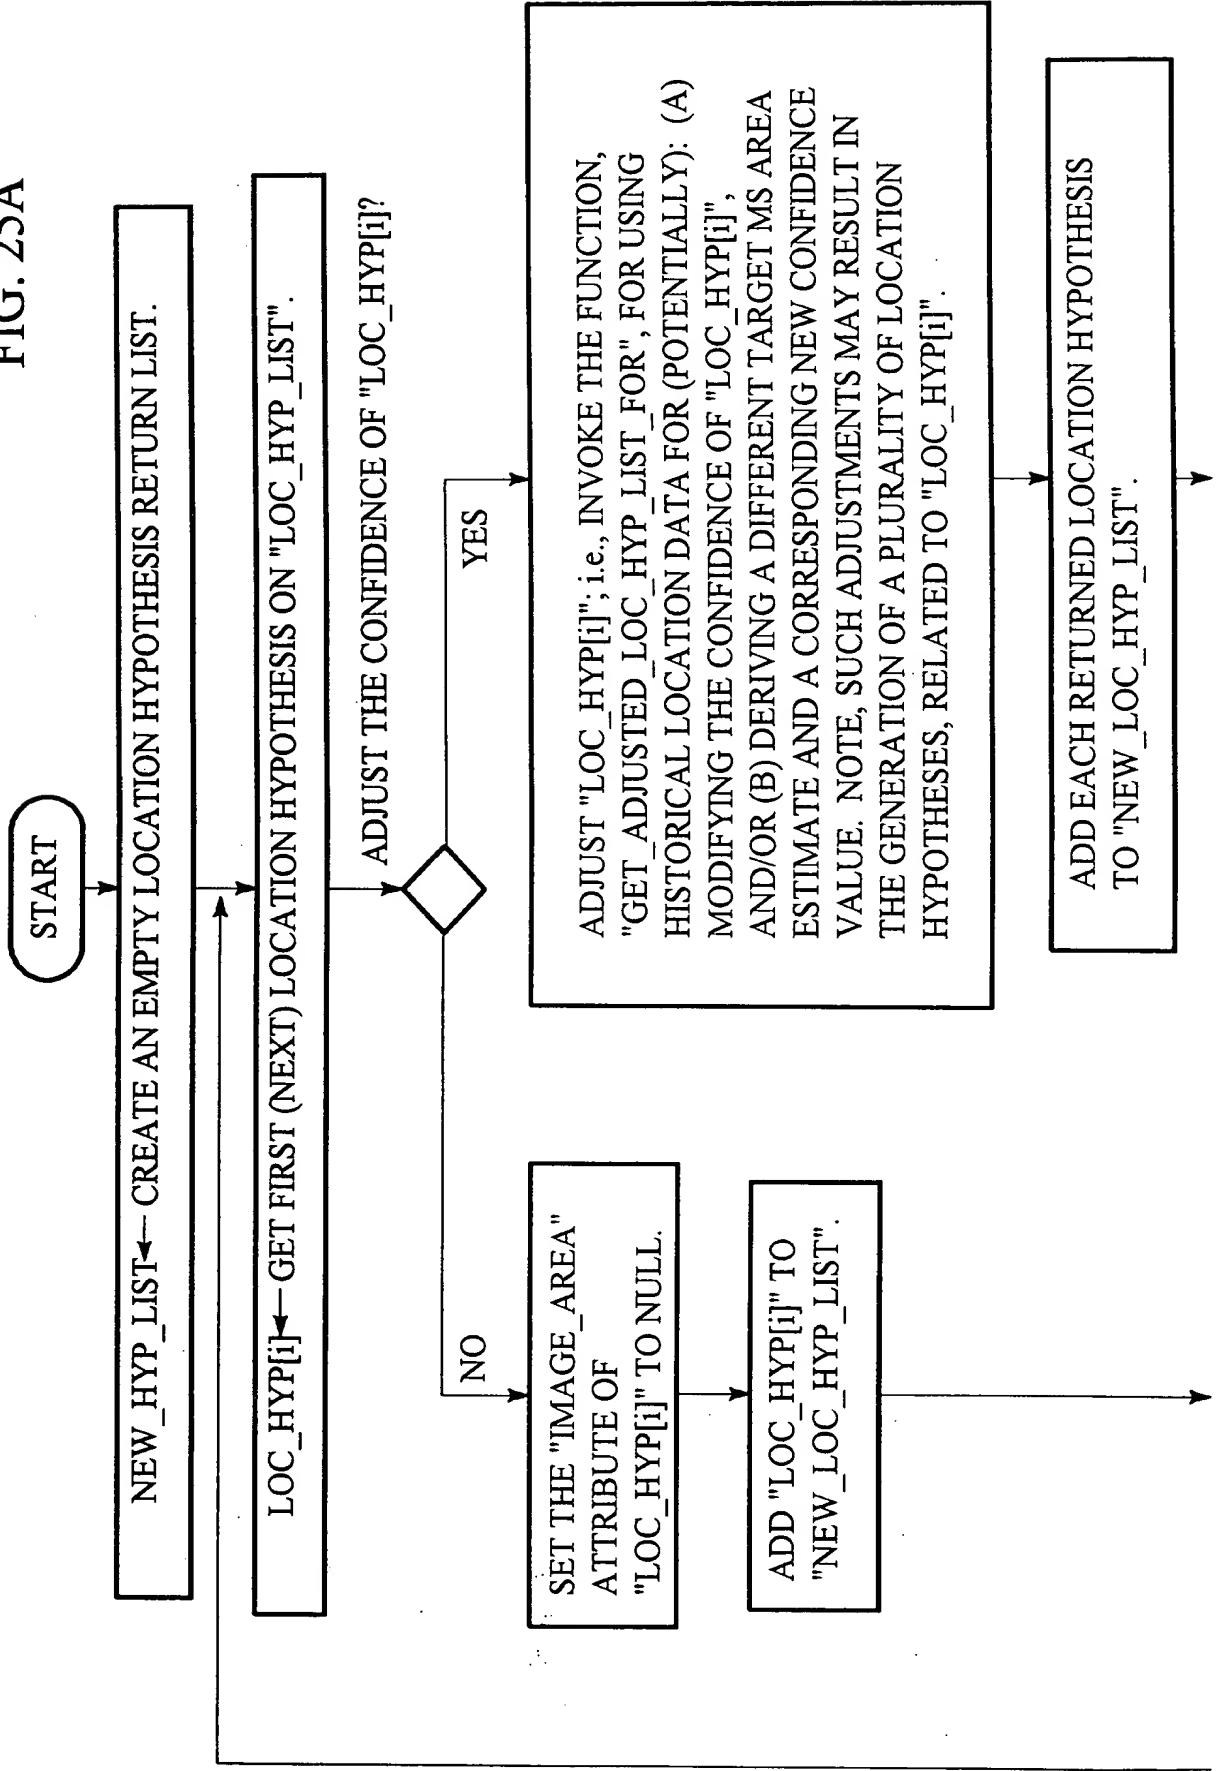 FIG. 25A
START
NEW_HYP_LIST← CREATE AN EMPTY LOCATION HYPOTHESIS RETURN LIST.
LOC_HYP[i]← GET FIRST (NEXT) LOCATION HYPOTHESIS ON "LOC_HYP_LIST".
ADJUST THE CONFIDENCE OF "LOC_HYP[i]?
NO
YES
SET THE "IMAGE_AREA"
ATTRIBUTE OF
"LOC_HYP[i]" TO NULL.
ADD "LOC_HYP[i]" TO
"NEW_LOC_HYP_LIST".
ADJUST "LOC_HYP[i]"; i.e., INVOKE THE FUNCTION,
"GET_ADJUSTED_LOC_HYP_LIST_FOR", FOR USING
HISTORICAL LOCATION DATA FOR (POTENTIALLY): (A)
MODIFYING THE CONFIDENCE OF "LOC_HYP[i]",
AND/OR (B) DERIVING A DIFFERENT TARGET MS AREA
ESTIMATE AND A CORRESPONDING NEW CONFIDENCE
VALUE. NOTE, SUCH ADJUSTMENTS MAY RESULT IN
THE GENERATION OF A PLURALITY OF LOCATION
HYPOTHESES, RELATED TO "LOC_HYP[i]".
ADD EACH RETURNED LOCATION HYPOTHESIS
TO "NEW_LOC_HYP_LIST".